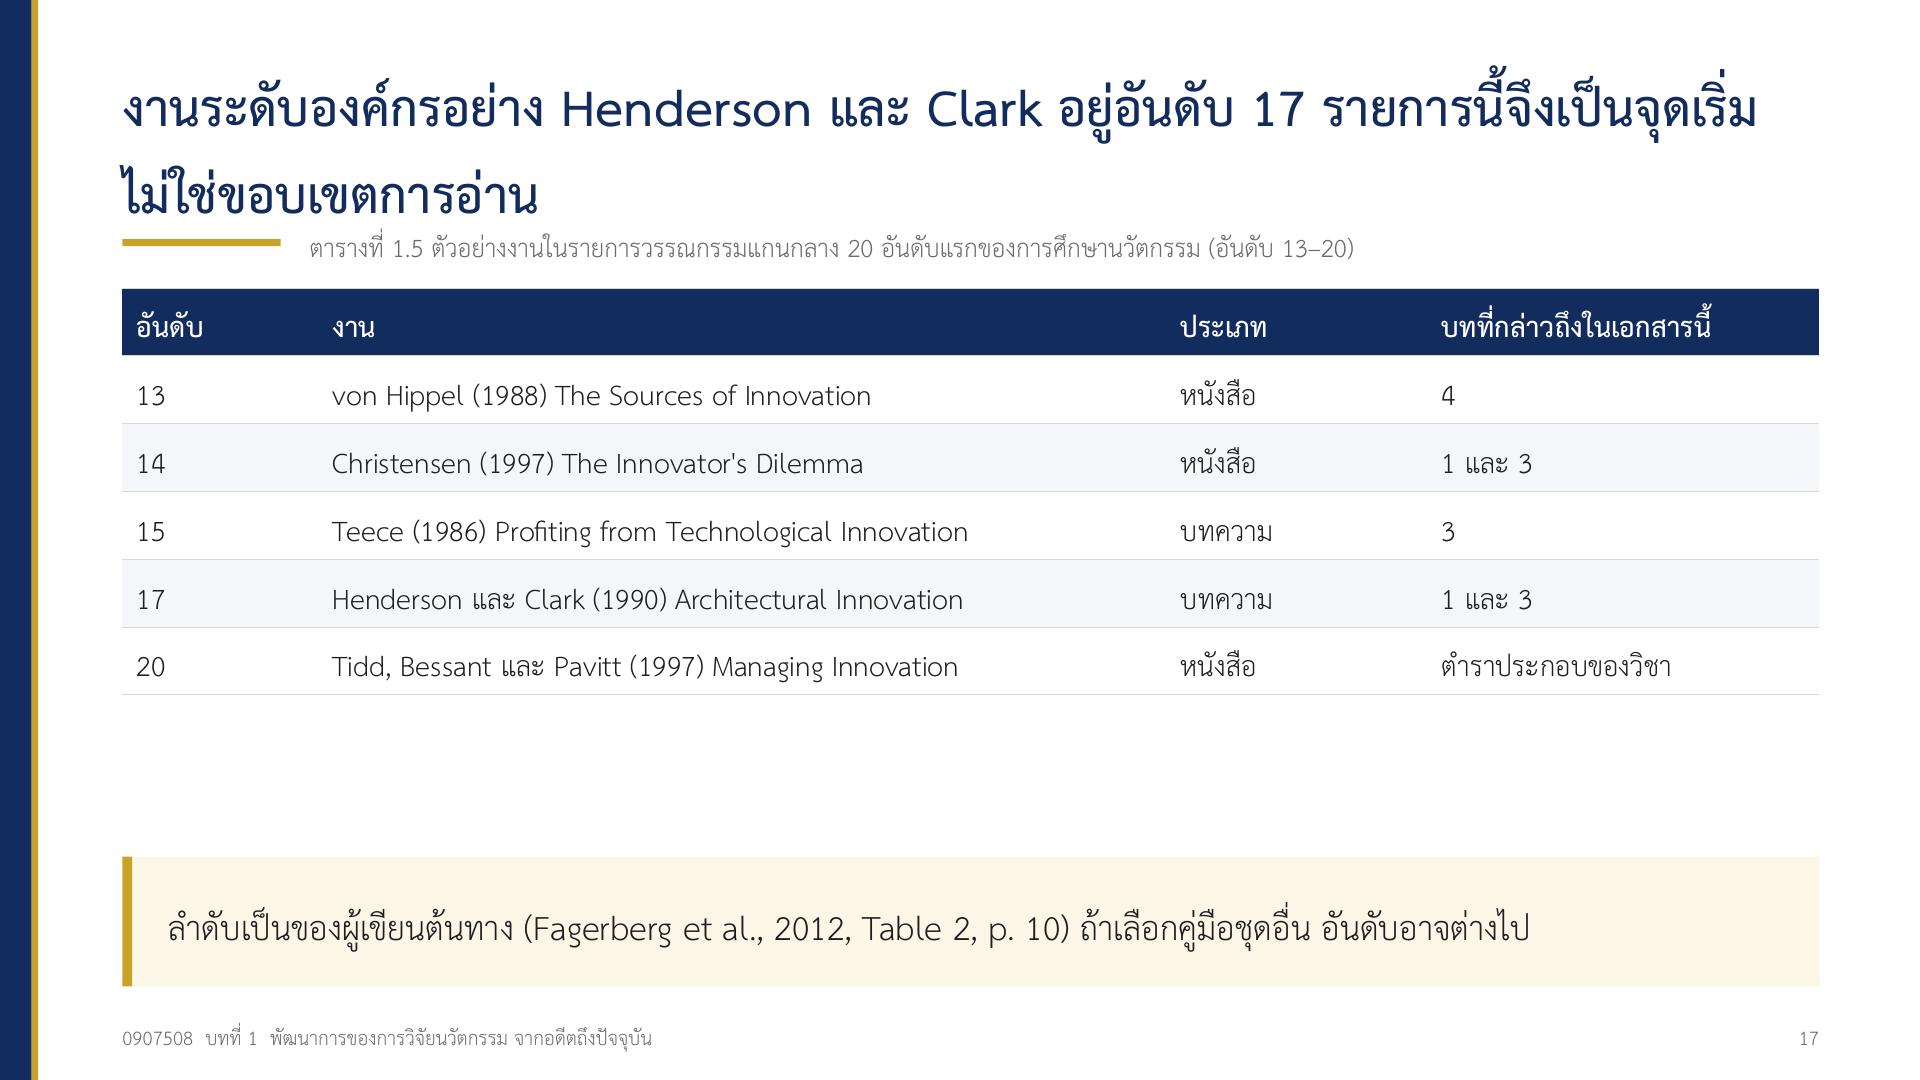 งานระดับองค์กรอย่าง Henderson และ Clark อยู่อันดับ 17 รายการนี้จึงเป็นจุดเริ่ม
ไม่ใช่ขอบเขตการอ่าน
ตารางที่ 1.5 ตัวอย่างงานในรายการวรรณกรรมแกนกลาง 20 อันดับแรกของการศึกษานวัตกรรม (อันดับ 13–20)
อันดับ งาน ประเภท บทที่กล่าวถึงในเอกสารนี้
13 von Hippel (1988) The Sources of Innovation หนังสือ 4
14 Christensen (1997) The Innovator's Dilemma หนังสือ 1 และ 3
15 Teece (1986) Profiting from Technological Innovation บทความ 3
17 Henderson และ Clark (1990) Architectural Innovation บทความ 1 และ 3
20 Tidd, Bessant และ Pavitt (1997) Managing Innovation หนังสือ ตำราประกอบของวิชา
ลำดับเป็นของผู้เขียนต้นทาง (Fagerberg et al., 2012, Table 2, p. 10) ถ้าเลือกคู่มือชุดอื่น อันดับอาจต่างไป
0907508 บทที่ 1 พัฒนาการของการวิจัยนวัตกรรม จากอดีตถึงปัจจุบัน 17